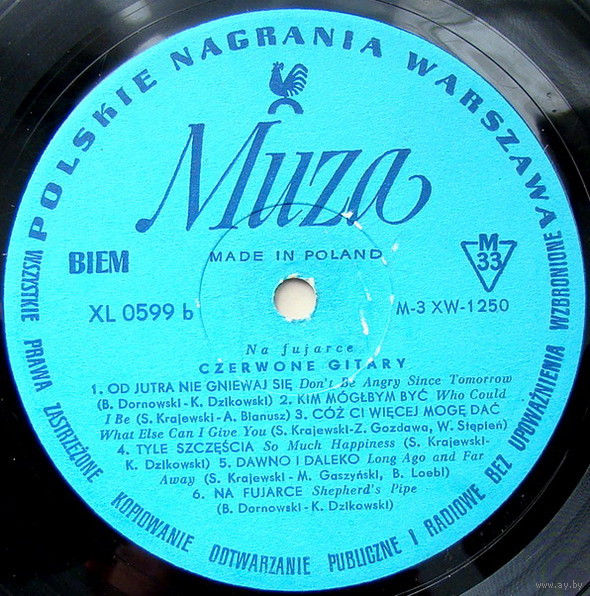 POLSKIE NAGRANIA WARSZAWA
Muza
MADE IN POLAND
BIEM
M
33
XL 0599 b
M-3 XW-1250
Na fujarce
CZERWONE GITARY
1. OD JUTRA NIE GNIEWAJ SIĘ Don't Be Angry Since Tomorrow
(B. Dornowski-K. Dzikowski) 2. KIM MÓGŁBYM BYĆ Who Could
I Be (S. Krajewski-A. Bianusz) 3. CÓŻ CI WIĘCEJ MOGĘ DAĆ
What Else Can I Give You (S. Krajewski-Z. Gozdawa, W. Stępień)
4. TYLE SZCZĘŚCIA So Much Happiness (S. Krajewski-
K. Dzikowski) 5. DAWNO I DALEKO Long Ago and Far
Away (S. Krajewski-M. Gaszyński, B. Loebl)
6. NA FUJARCE Shepherd's Pipe
(B. Dornowski-K. Dzikowski)
WSZYSTKIE PRAWA ZASTRZEŻONE KOPIOWANIE ODTWARZANIE PUBLICZNE I RADIOWE BEZ UPOWAŻNIENIA WZBRONIONE
www.ay.by